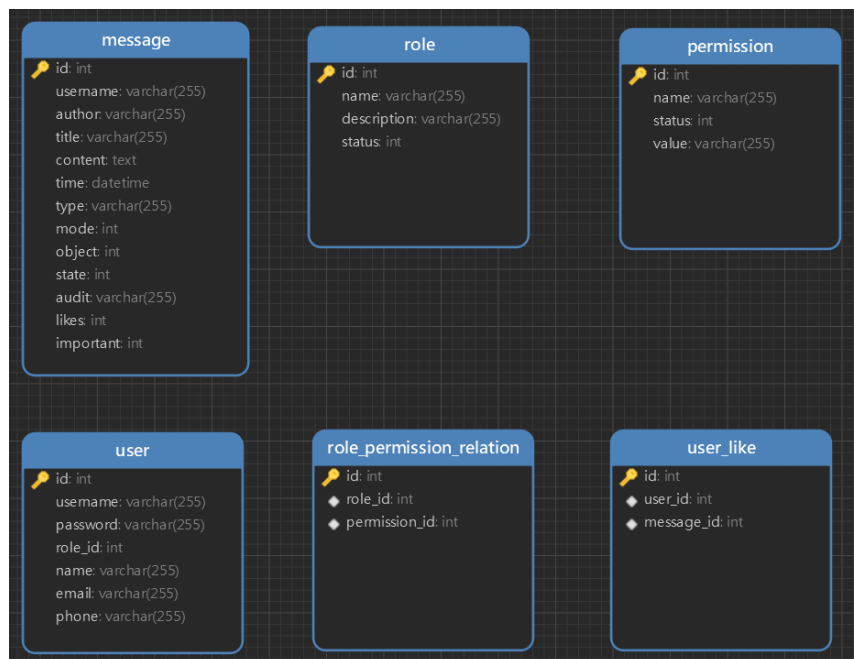 message
id: int
username: varchar(255)
author: varchar(255)
title: varchar(255)
content: text
time: datetime
type: varchar(255)
mode: int
object: int
state: int
audit: varchar(255)
likes: int
important: int
role
id: int
name: varchar(255)
description: varchar(255)
status: int
permission
id: int
name: varchar(255)
status: int
value: varchar(255)
user
id: int
username: varchar(255)
password: varchar(255)
role_id: int
name: varchar(255)
email: varchar(255)
phone: varchar(255)
role_permission_relation
id: int
role_id: int
permission_id: int
user_like
id: int
user_id: int
message_id: int